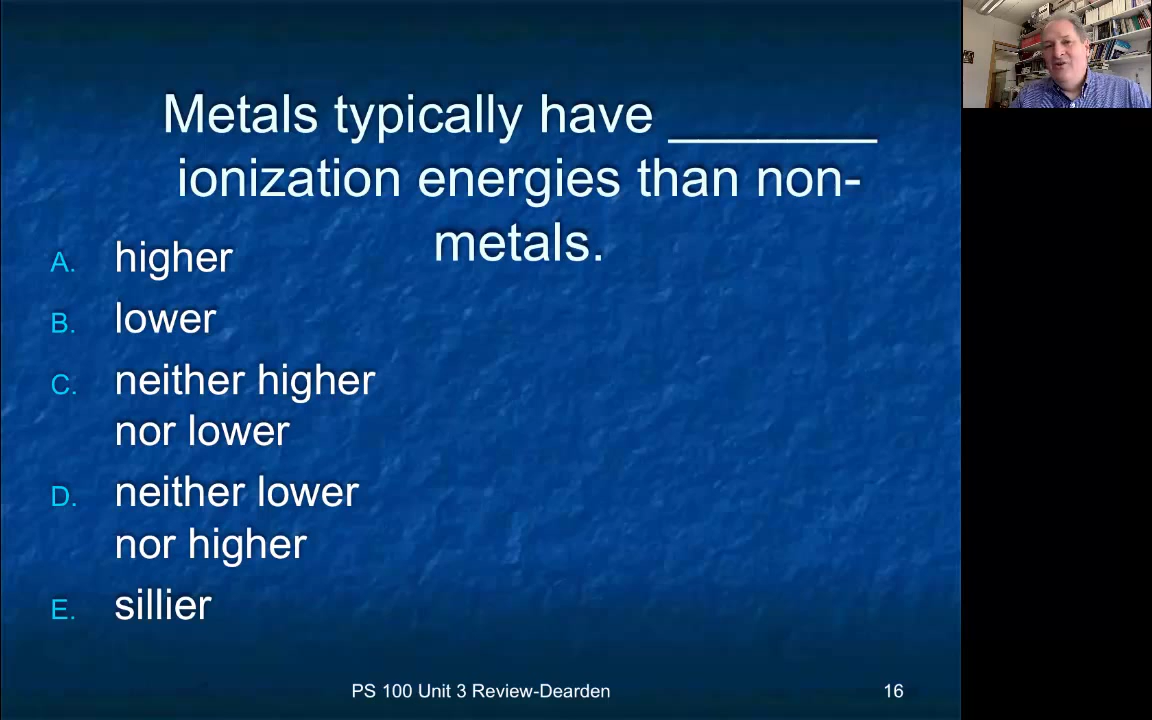 Metals typically have _______
ionization energies than non-
metals.
A. higher
B. lower
C. neither higher
nor lower
D. neither lower
nor higher
E. sillier
PS 100 Unit 3 Review-Dearden
16